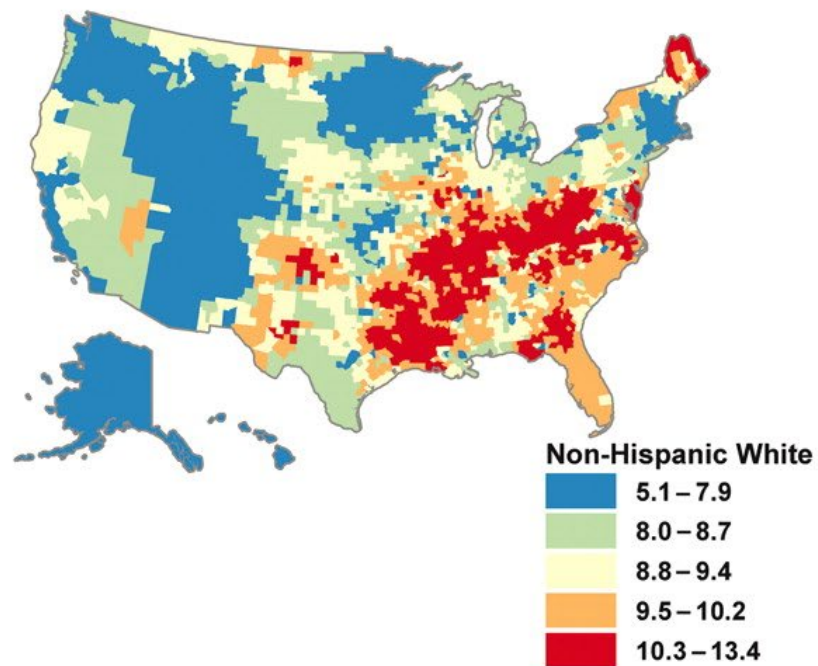 Non-Hispanic White
5.1 – 7.9
8.0 – 8.7
8.8 – 9.4
9.5 – 10.2
10.3 – 13.4